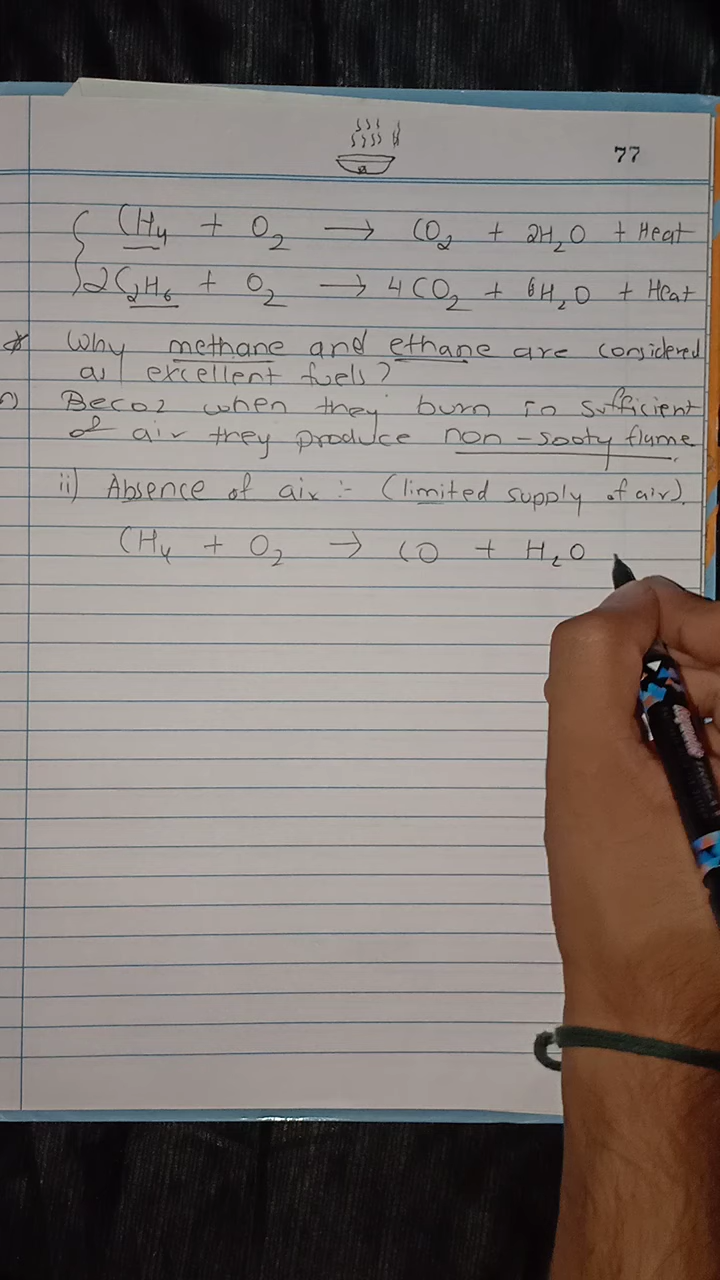 77
CH₄ + O₂ → CO₂ + 2H₂O + Heat
2C₂H₆ + O₂ → 4CO₂ + 6H₂O + Heat
* Why methane and ethane are considered
as excellent fuels?
Becoz when they burn in sufficient
of air they produce non-sooty flume
ii) Absence of air :- (limited supply of air).
CH₄ + O₂ → CO + H₂O